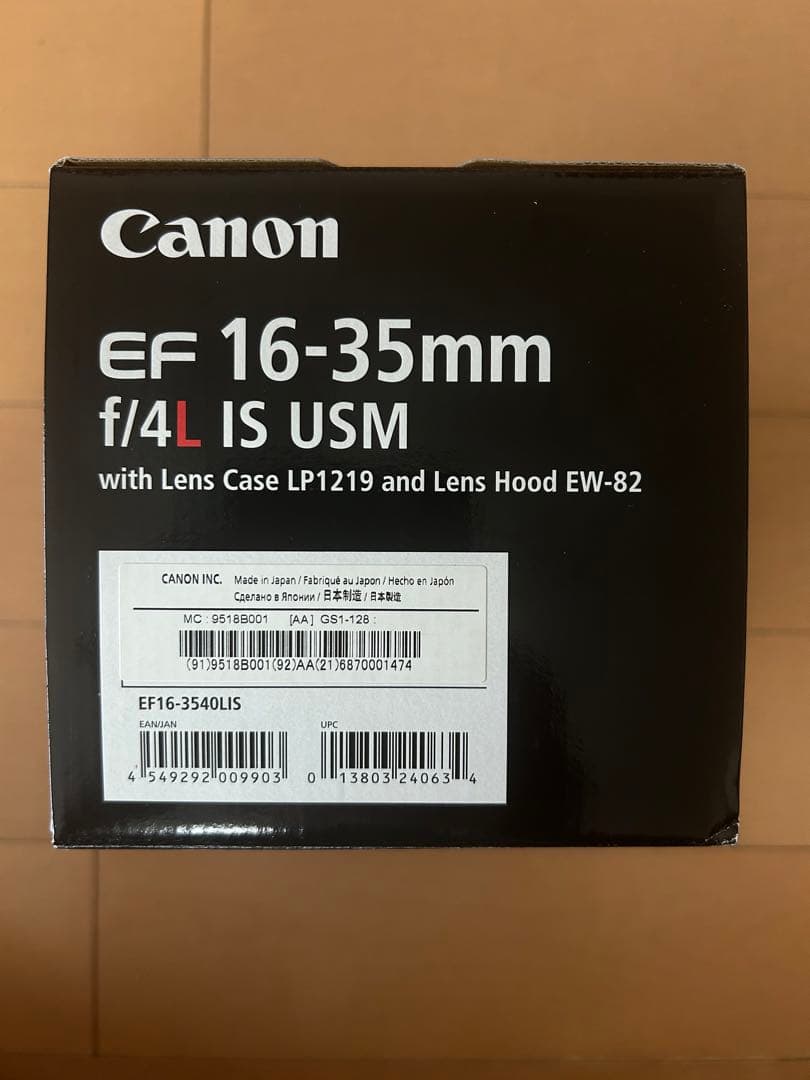 Canon
EF 16-35mm
f/4L IS USM
with Lens Case LP1219 and Lens Hood EW-82
CANON INC. Made in Japan / Fabriqué au Japon / Hecho en Japón
Сделано в Японии / 日本制造 / 日本製造
MC : 9518B001 [AA] GS1-128 :
(91)9518B001(92)AA(21)6870001474
EF16-3540LIS
EAN/JAN UPC
4 549292 009903 0 13803 24063 4